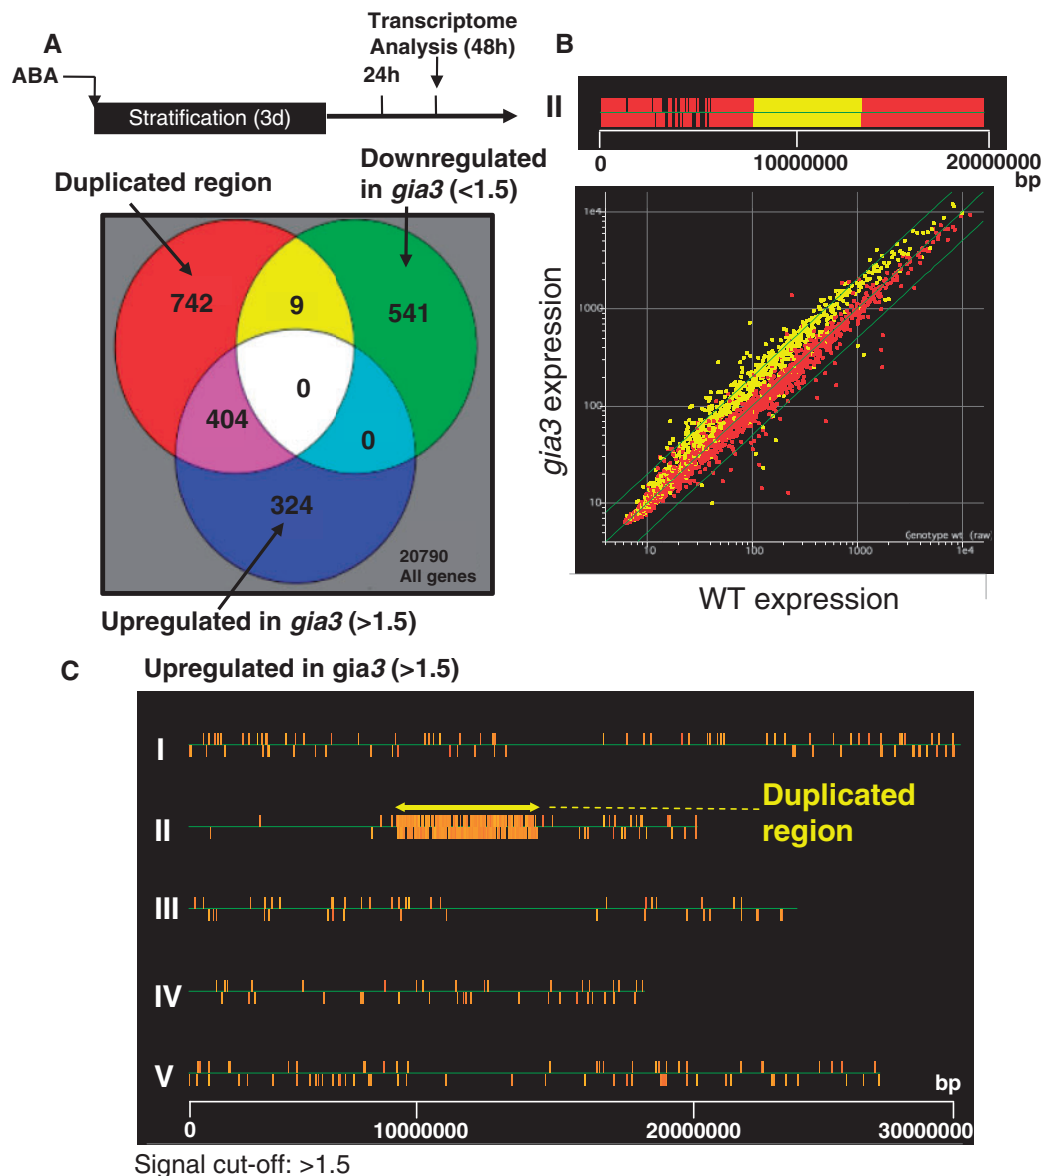 A
ABA
Transcriptome
Analysis (48h)
24h
Stratification (3d)
Duplicated region
Downregulated
in gia3 (<1.5)
742
9
541
0
404
0
324
20790
All genes
Upregulated in gia3 (>1.5)
B
II
0
10000000
20000000
bp
gia3 expression
1e4
1000
100
10
Genotype wt (raw)
10
100
1000
1e4
WT expression
C
Upregulated in gia3 (>1.5)
I
II
Duplicated
region
III
IV
V
bp
0
10000000
20000000
30000000
Signal cut-off: >1.5